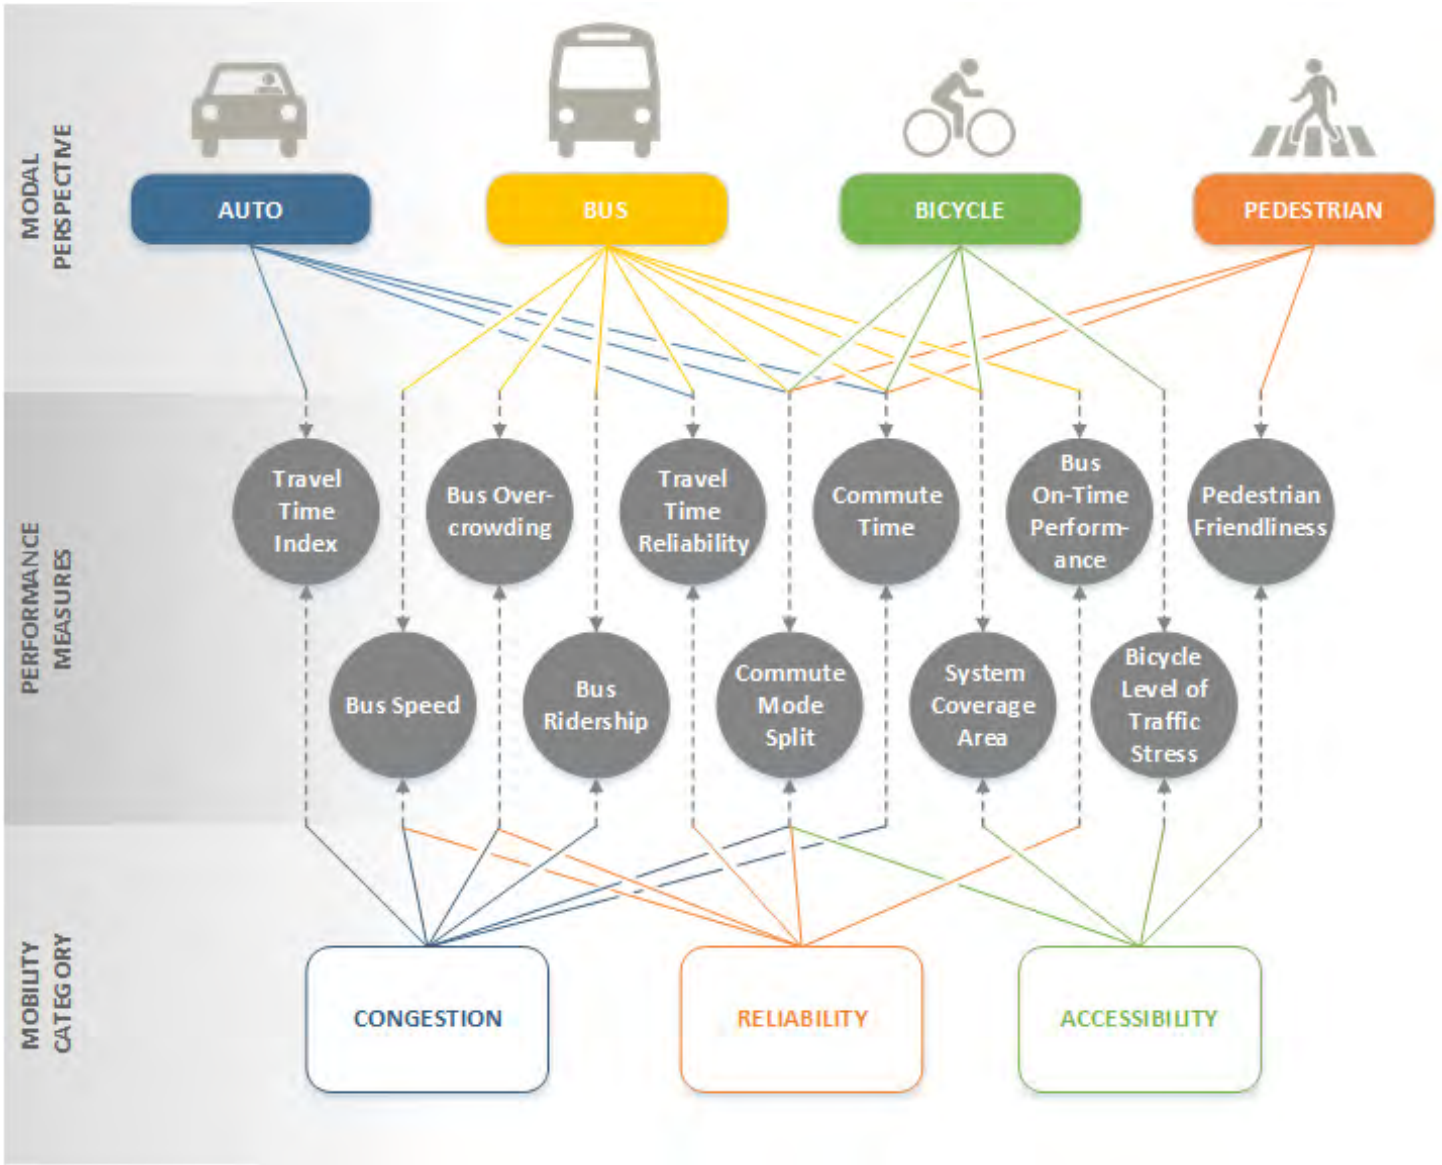 MODAL
PERSPECTIVE
AUTO
BUS
BICYCLE
PEDESTRIAN
PERFORMANCE
MEASURES
Travel
Time
Index
Bus Over-
crowding
Travel
Time
Reliability
Commute
Time
Bus
On-Time
Perform-
ance
Pedestrian
Friendliness
Bus Speed
Bus
Ridership
Commute
Mode
Split
System
Coverage
Area
Bicycle
Level of
Traffic
Stress
MOBILITY
CATEGORY
CONGESTION
RELIABILITY
ACCESSIBILITY